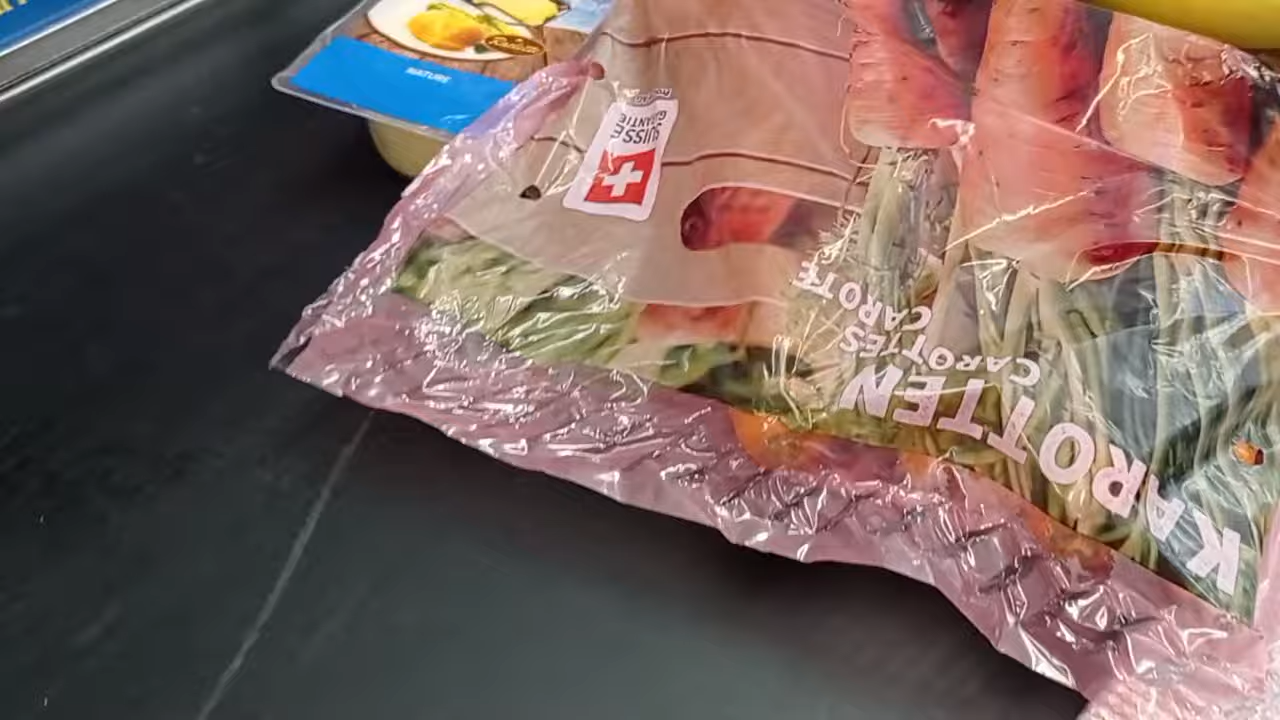 NATURE
SUISSE
GARANTIE
KAROTTEN
CAROTTES
CAROTE